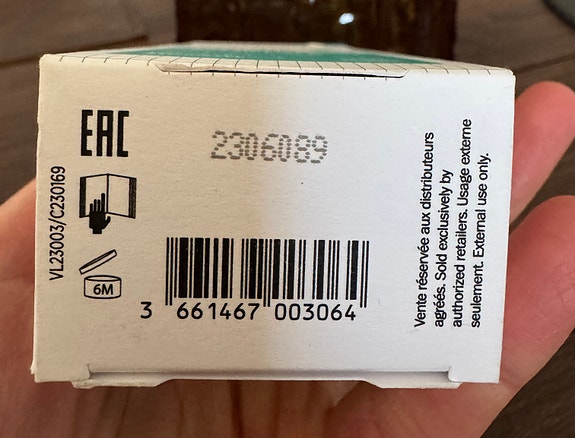 EAC
2306089
VL23003/C230169
6M
3 661467 003064
Vente réservée aux distributeurs
agréés. Sold exclusively by
authorized retailers. Usage externe
seulement. External use only.